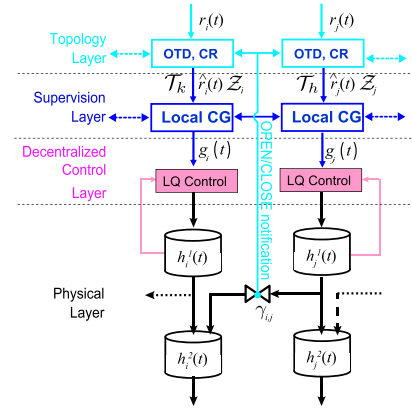 r_i(t) r_j(t)
Topology Layer
OTD, CR OTD, CR
𝒯_k r̂_i(t) 𝒵_i 𝒯_h r̂_j(t) 𝒵_j
Supervision Layer
Local CG Local CG
g_i(t) g_j(t)
OPEN/CLOSE notification
Decentralized Control Layer
LQ Control LQ Control
h_i^1(t) h_j^1(t)
Physical Layer
γ_{i,j}
h_i^2(t) h_j^2(t)